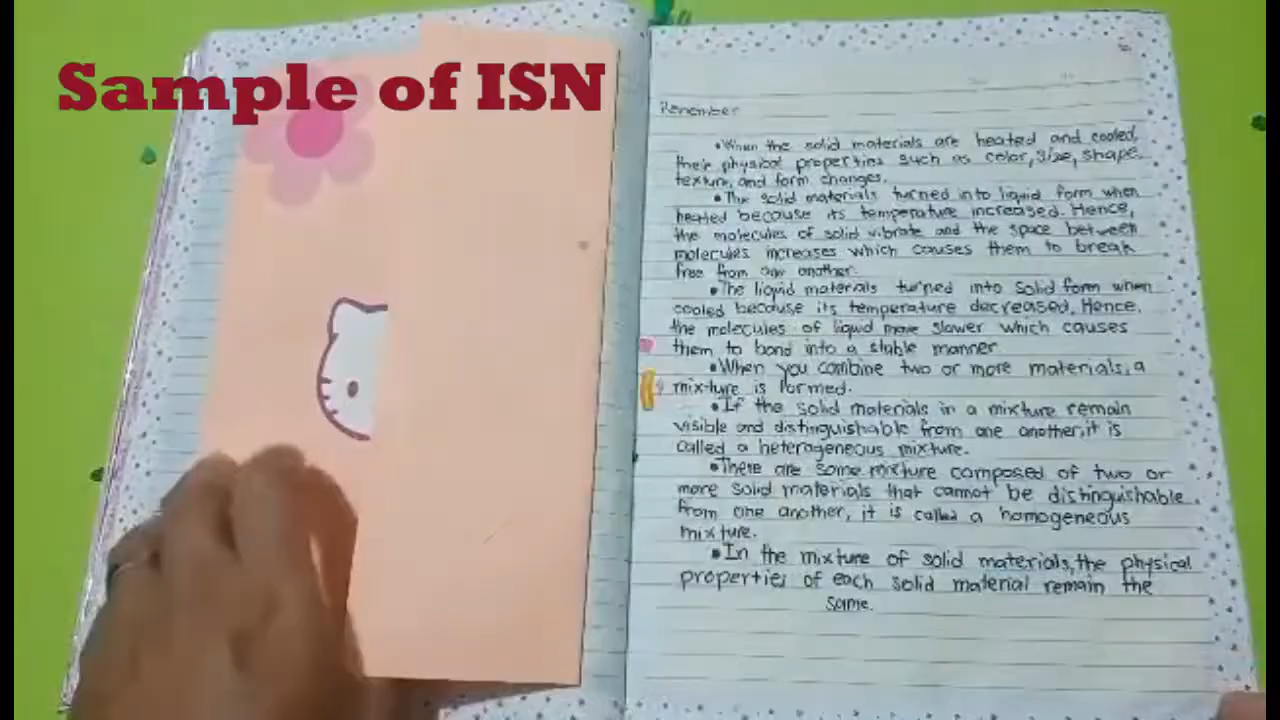 Sample of ISN
Remember
•When the solid materials are heated and cooled,
their physical properties such as color, size, shape,
texture, and form changes.
•The solid materials turned into liquid form when
heated because its temperature increased. Hence,
the molecules of solid vibrate and the space between
molecules increases which causes them to break
free from one another.
•The liquid materials turned into solid form when
cooled because its temperature decreased. Hence,
the molecules of liquid move slower which causes
them to bond into a stable manner.
•When you combine two or more materials, a
mixture is formed.
•If the solid materials in a mixture remain
visible and distinguishable from one another, it is
called a heterogeneous mixture.
•There are some mixture composed of two or
more solid materials that cannot be distinguishable
from one another, it is called a homogeneous
mixture.
•In the mixture of solid materials, the physical
properties of each solid material remain the
same.